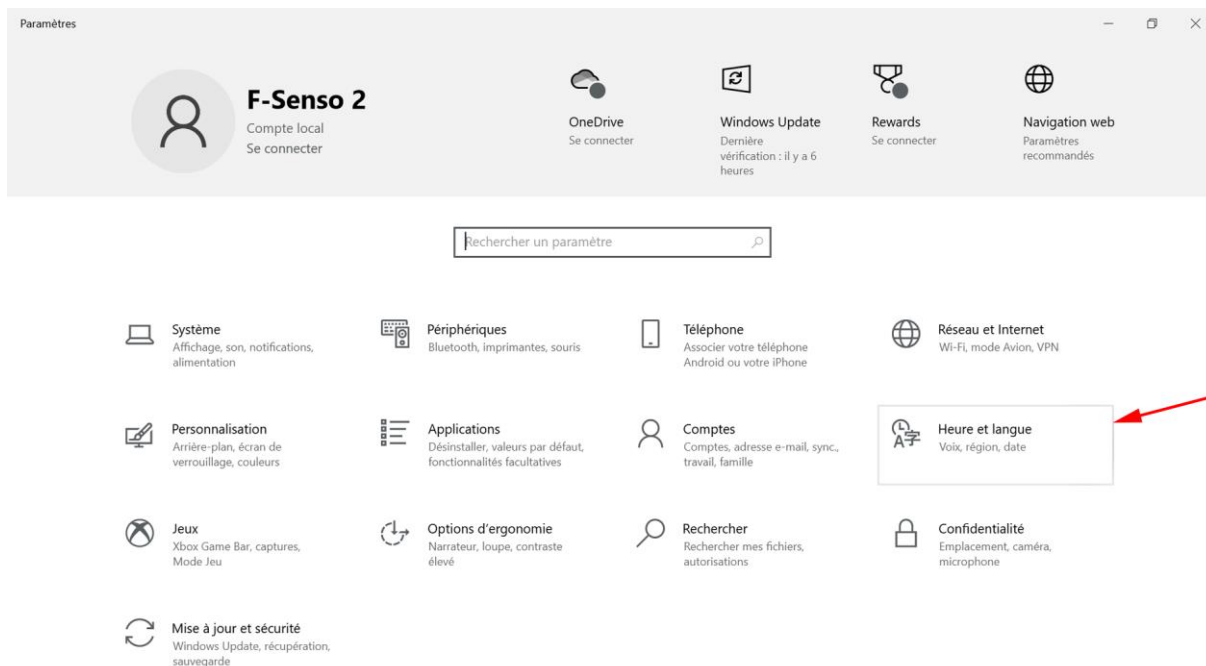 Paramètres
F-Senso 2
Compte local
Se connecter
OneDrive
Se connecter
Windows Update
Dernière
vérification : il y a 6
heures
Rewards
Se connecter
Navigation web
Paramètres
recommandés
Rechercher un paramètre
Système
Affichage, son, notifications,
alimentation
Périphériques
Bluetooth, imprimantes, souris
Téléphone
Associer votre téléphone
Android ou votre iPhone
Réseau et Internet
Wi-Fi, mode Avion, VPN
Personnalisation
Arrière-plan, écran de
verrouillage, couleurs
Applications
Désinstaller, valeurs par défaut,
fonctionnalités facultatives
Comptes
Comptes, adresse e-mail, sync.,
travail, famille
Heure et langue
Voix, région, date
Jeux
Xbox Game Bar, captures,
Mode Jeu
Options d'ergonomie
Narrateur, loupe, contraste
élevé
Rechercher
Rechercher mes fichiers,
autorisations
Confidentialité
Emplacement, caméra,
microphone
Mise à jour et sécurité
Windows Update, récupération,
sauvegarde